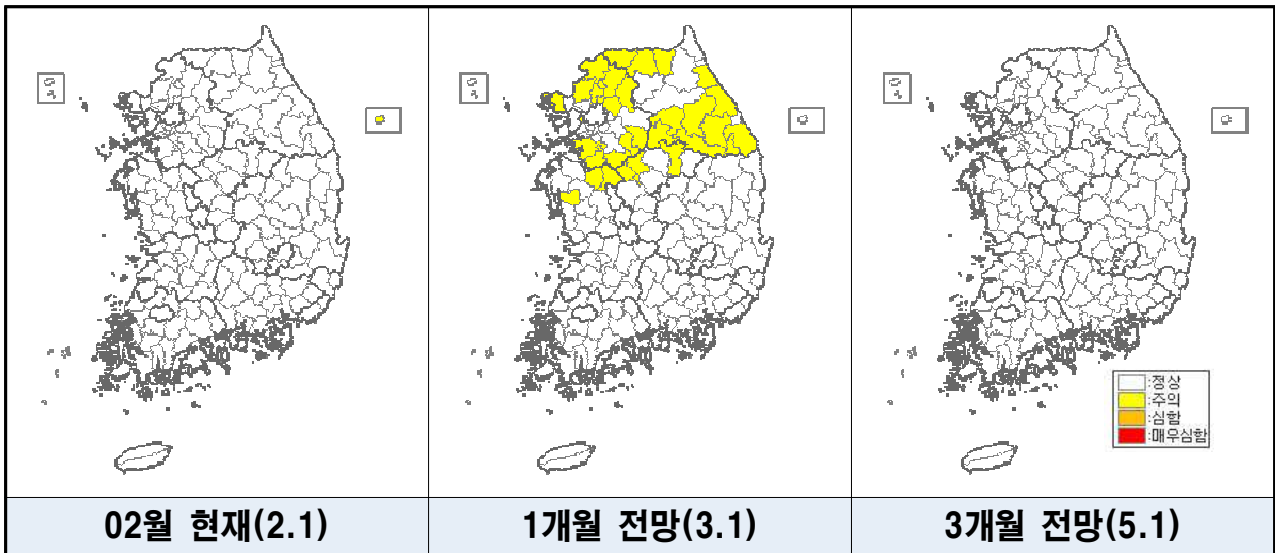 :정상
:주의
:심함
:매우심함
02월 현재(2.1)
1개월 전망(3.1)
3개월 전망(5.1)